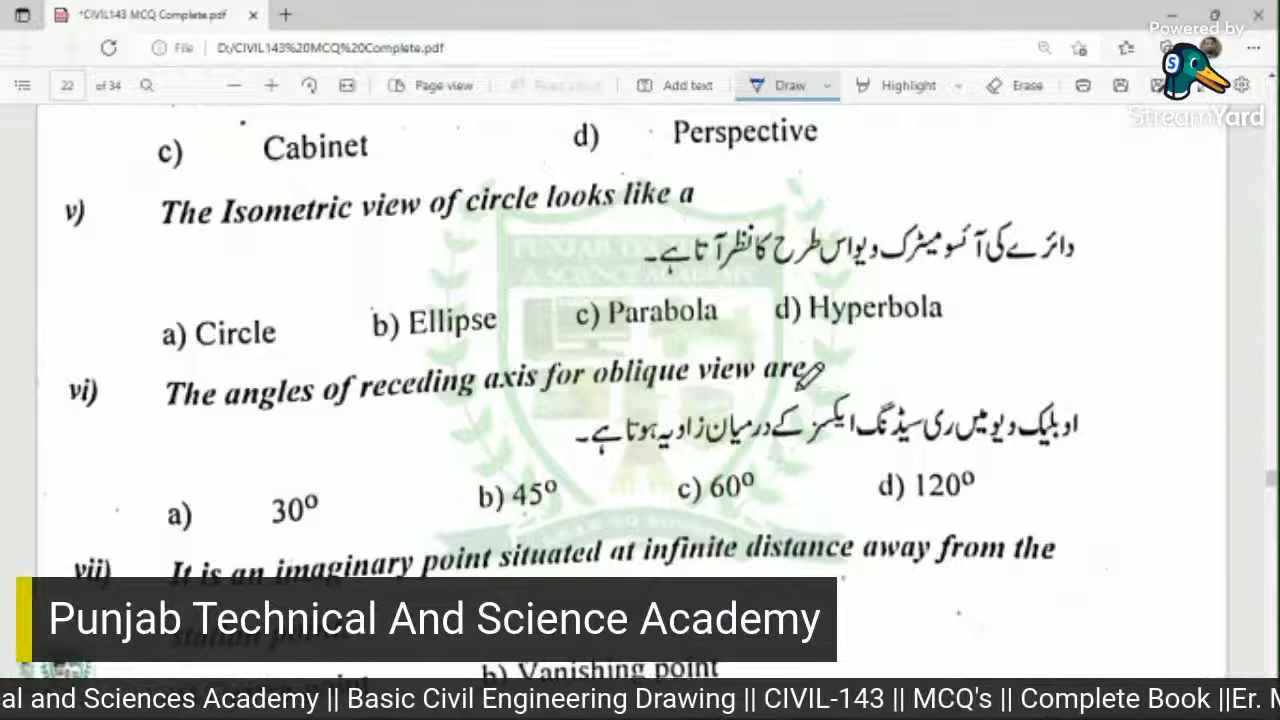 *CIVIL143 MCQ Complete.pdf
Powered by
File D:/CIVIL143%20MCQ%20Complete.pdf
22 of 34 Page view Add text Draw Highlight Erase
StreamYard
c) Cabinet d) Perspective
v) The Isometric view of circle looks like a
دائرے کی آئسومیٹرک ویو اس طرح کا نظر آتا ہے۔
a) Circle b) Ellipse c) Parabola d) Hyperbola
vi) The angles of receding axis for oblique view are
اوبلیک ویو میں ری سیڈنگ ایکسز کے درمیان زاویہ ہوتا ہے۔
a) 30º b) 45º c) 60º d) 120º
vii) It is an imaginary point situated at infinite distance away from the
Punjab Technical And Science Academy
b) Vanishing point
al and Sciences Academy || Basic Civil Engineering Drawing || CIVIL-143 || MCQ's || Complete Book ||Er. M